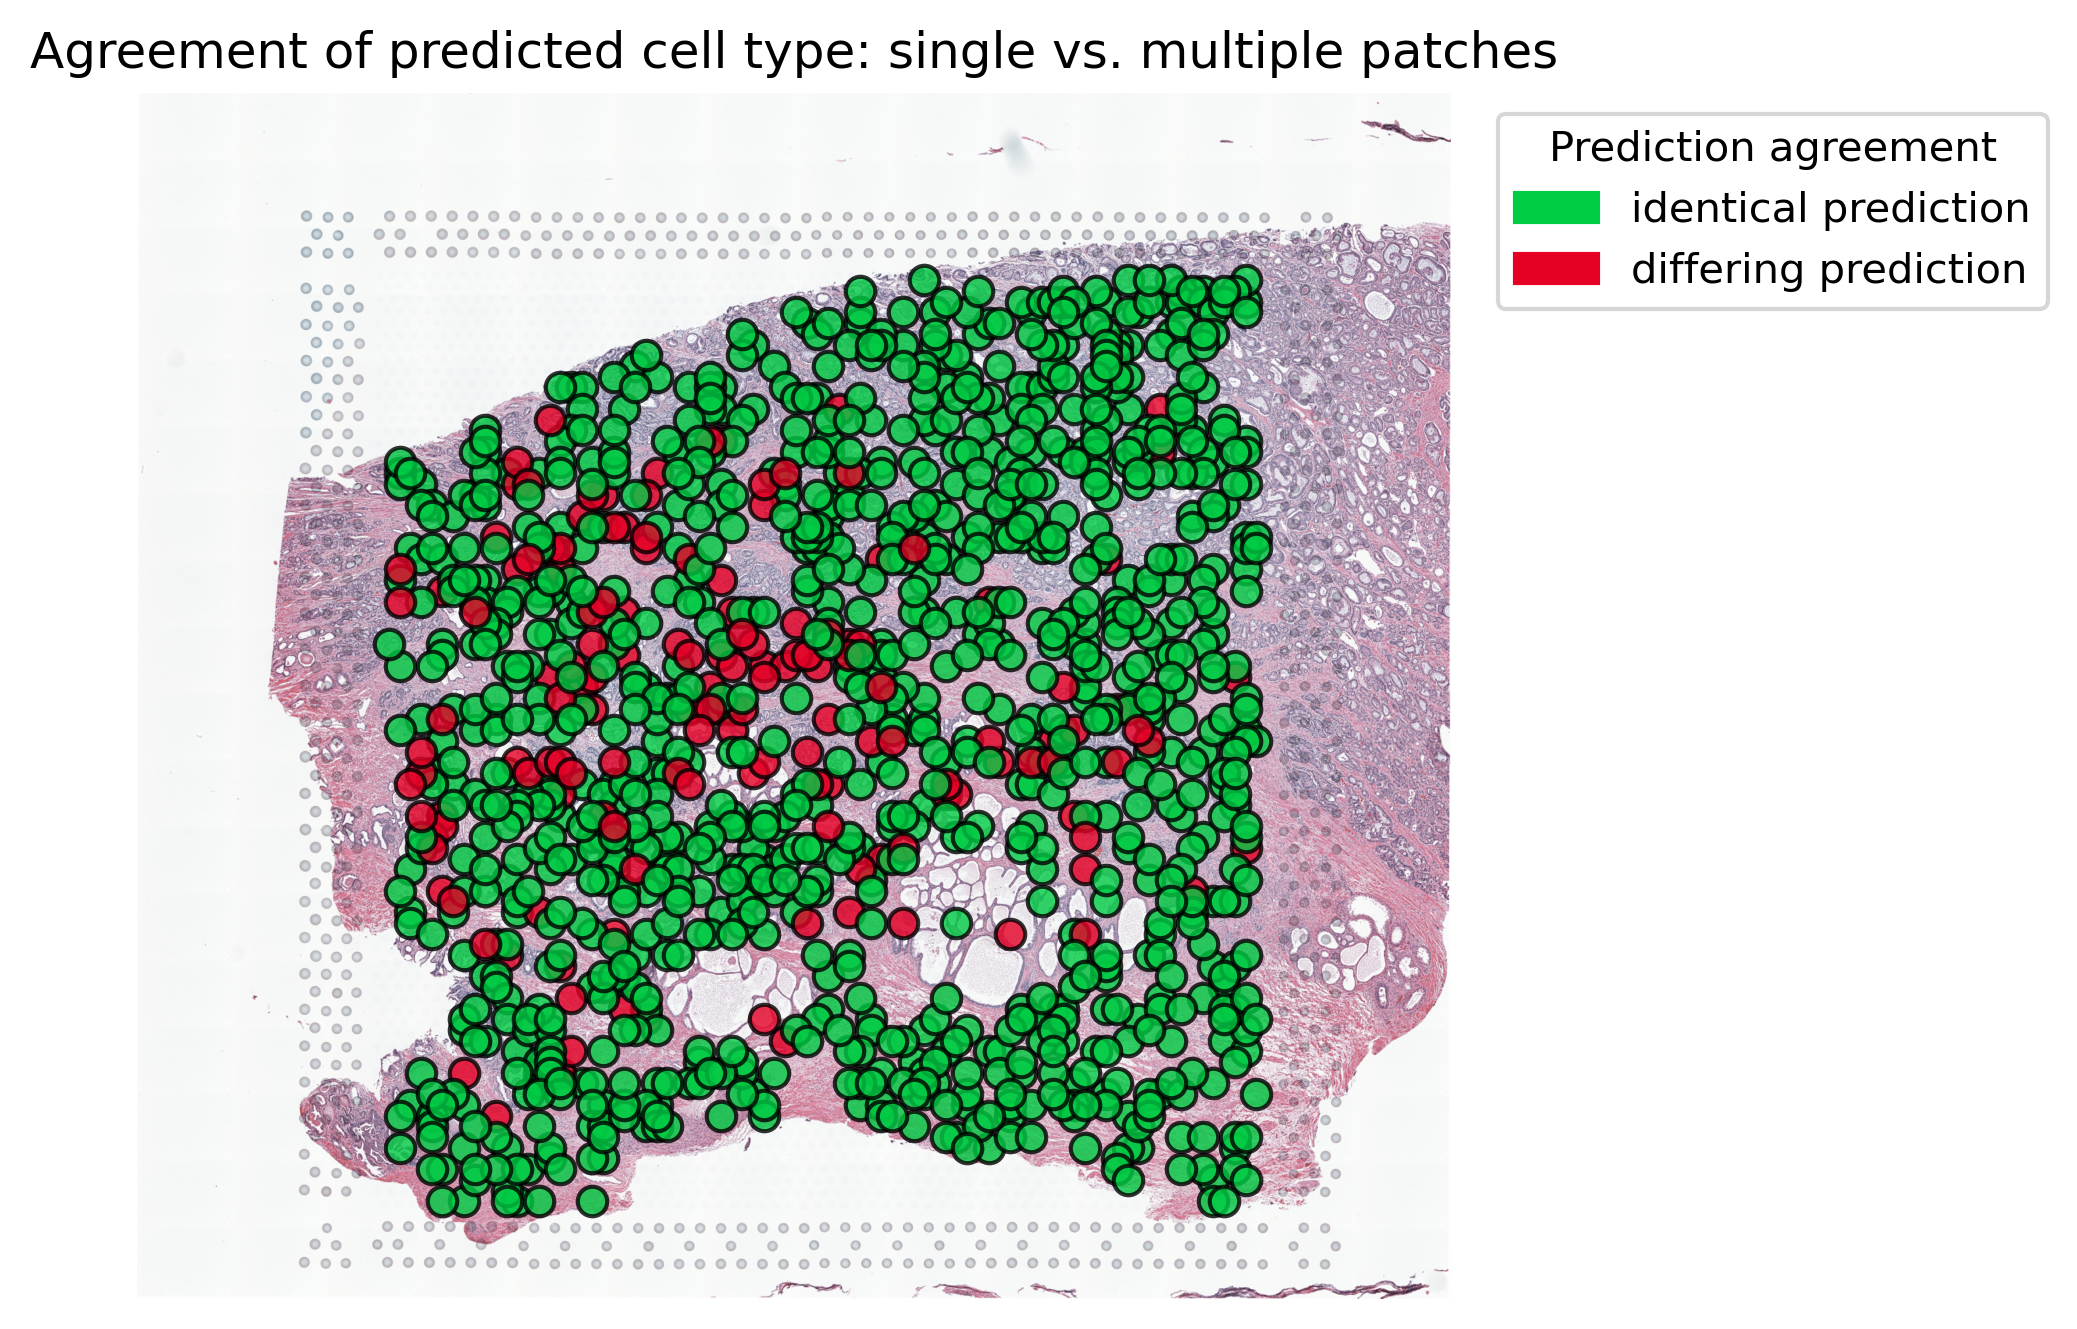 Agreement of predicted cell type: single vs. multiple patches
Prediction agreement
identical prediction
differing prediction